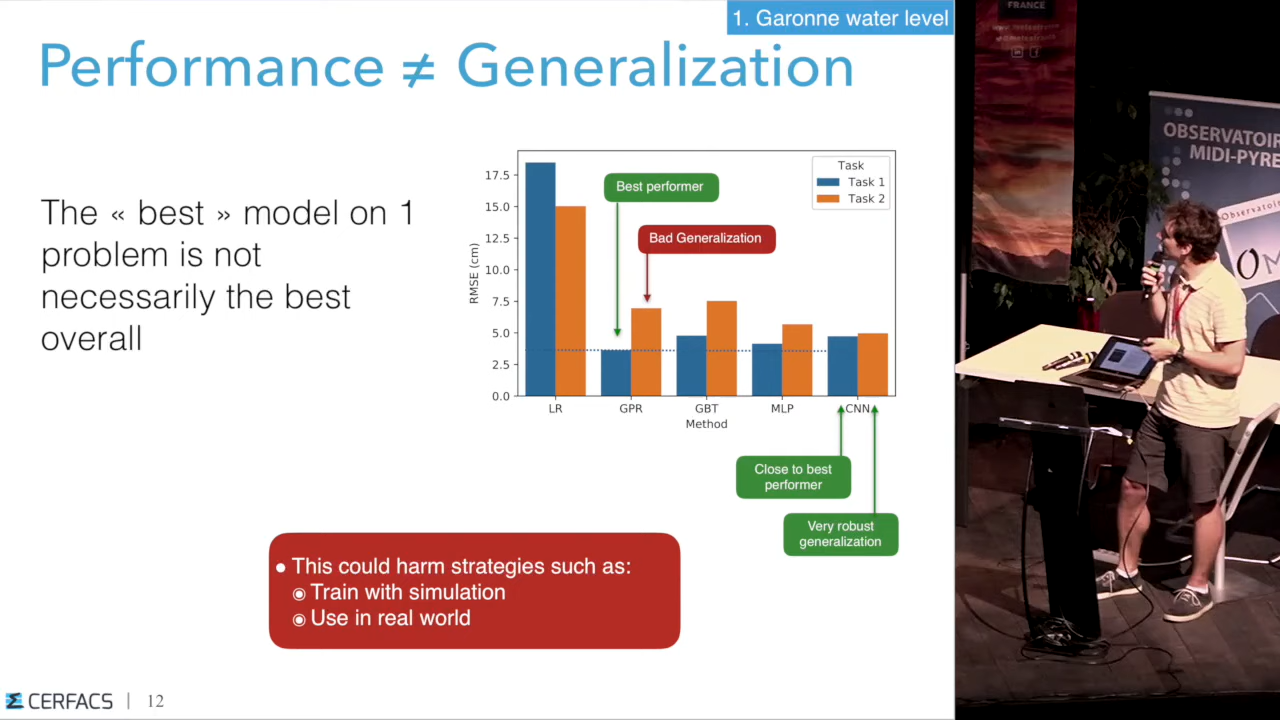 1. Garonne water level
Performance ≠ Generalization
The « best » model on 1
problem is not
necessarily the best
overall
RMSE (cm)
17.5
15.0
12.5
10.0
7.5
5.0
2.5
0.0
Task
Task 1
Task 2
Best performer
Bad Generalization
LR
GPR
GBT
MLP
CNN
Method
Close to best
performer
Very robust
generalization
This could harm strategies such as:
Train with simulation
Use in real world
CERFACS | 12
FRANCE
OBSERVATOIR
MIDI-PYRE
Observatoi